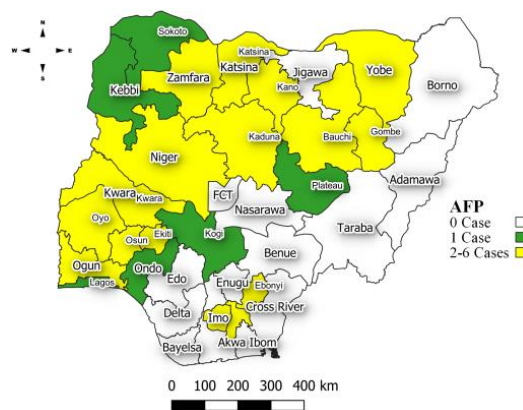 N
W E
S
Sokoto
Katsina
Kebbi
Zamfara
Katsina
Kano
Jigawa
Yobe
Borno
Niger
Kaduna
Bauchi
Gombe
Adamawa
Plateau
Kwara
Kwara
FCT
Nasarawa
Taraba
Oyo
Osun
Ekiti
Kogi
Benue
Ogun
Ondo
Edo
Enugu
Ebonyi
Lagos
Cross River
Delta
Imo
Bayelsa
Akwa Ibom
AFP
0 Case
1 Case
2-6 Cases
0 100 200 300 400 km